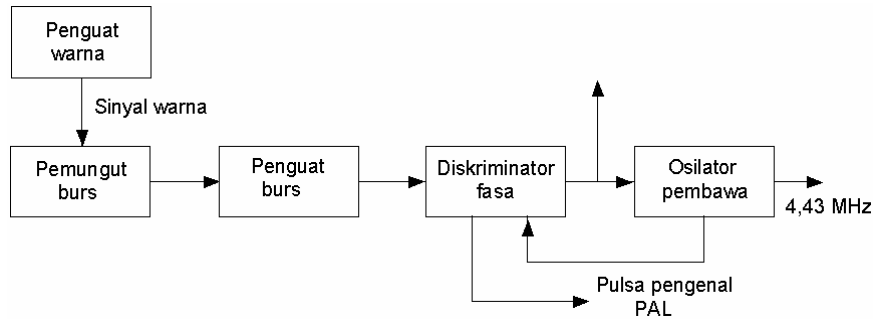 Penguat
warna
Sinyal warna
Pemungut
burs
Penguat
burs
Diskriminator
fasa
Osilator
pembawa
4,43 MHz
Pulsa pengenal
PAL